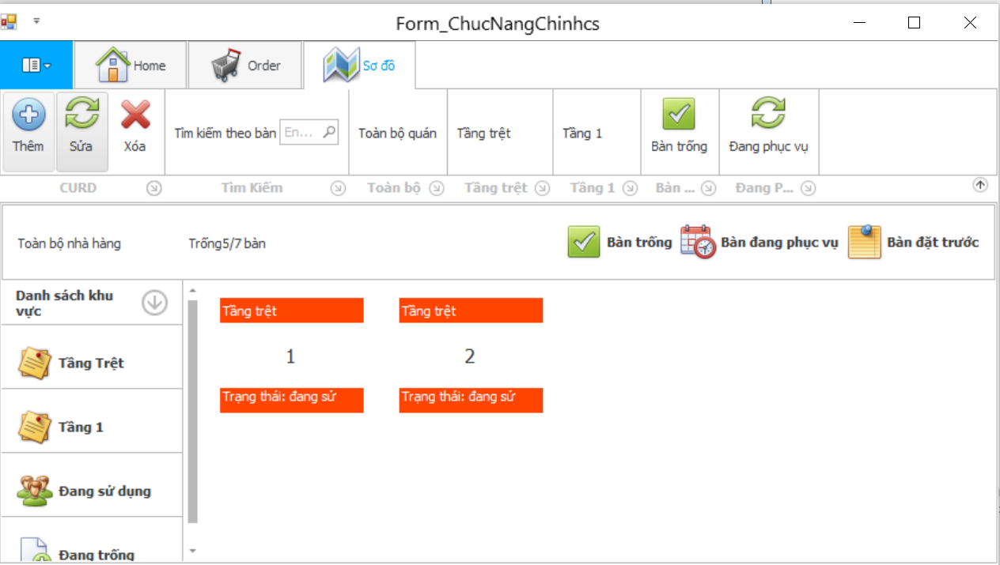 Form_ChucNangChinhcs
Home
Order
Sơ đồ
Thêm
Sửa
Xóa
Tìm kiếm theo bàn
En...
Toàn bộ quán
Tầng trệt
Tầng 1
Bàn trống
Đang phục vụ
CURD
Tìm Kiếm
Toàn bộ
Tầng trệt
Tầng 1
Bàn ...
Đang P...
Toàn bộ nhà hàng
Trống5/7 bàn
Bàn trống
Bàn đang phục vụ
Bàn đặt trước
Danh sách khu
vực
Tầng Trệt
Tầng 1
Đang sử dụng
Đang trống
Tầng trệt
1
Trạng thái: đang sử
Tầng trệt
2
Trạng thái: đang sử